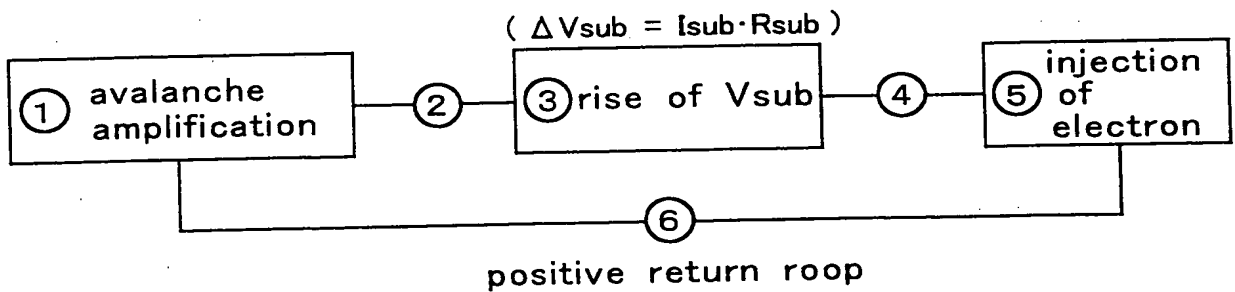 ( ΔVsub = Isub·Rsub )
① avalanche
amplification
②
③ rise of Vsub
④
⑤ injection
of
electron
⑥
positive return roop